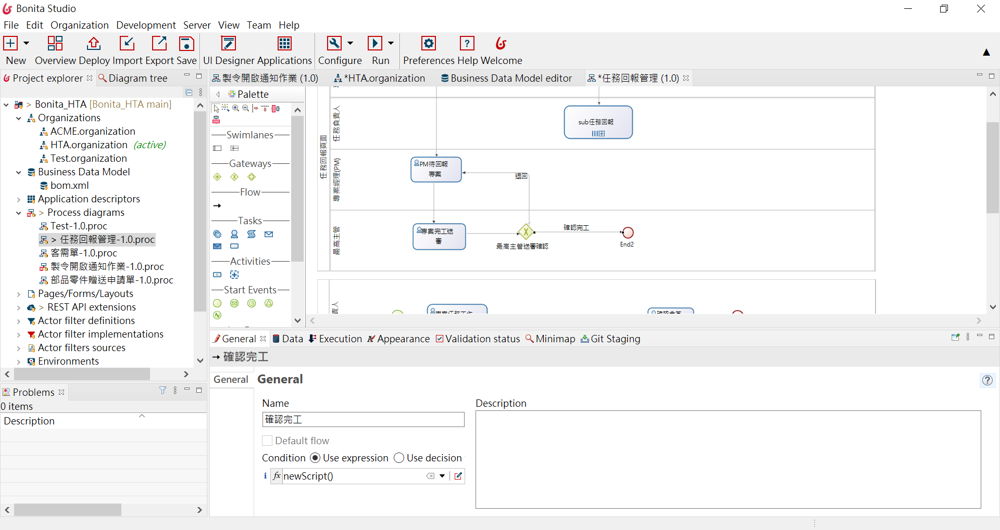 Bonita Studio
File Edit Organization Development Server View Team Help
New Overview Deploy Import Export Save UI Designer Applications Configure Run Preferences Help Welcome
Project explorer
Diagram tree
Bonita_HTA [Bonita_HTA main]
Organizations
ACME.organization
HTA.organization (active)
Test.organization
Business Data Model
bom.xml
Application descriptors
> Process diagrams
Test-1.0.proc
> 任務回報管理-1.0.proc
客需單-1.0.proc
製令開啟通知作業-1.0.proc
部品零件贈送申請單-1.0.proc
Pages/Forms/Layouts
> REST API extensions
Actor filter definitions
Actor filter implementations
Actor filters sources
Environments
Problems
0 items
Description
製令開啟通知作業 (1.0)
*HTA.organization
Business Data Model editor
*任務回報管理 (1.0)
Palette
Swimlanes
Gateways
Flow
Tasks
Activities
Start Events
任務回報頁面
任務負責人
sub任務回報
專案經理(PM)
PM待回報
專案
退回
最高主管
專案完工送
審
最高主管送審確認
確認完工
End2
責人
General
Data
Execution
Appearance
Validation status
Minimap
Git Staging
確認完工
General
General
Name
確認完工
Default flow
Condition Use expression Use decision
fx newScript()
Description